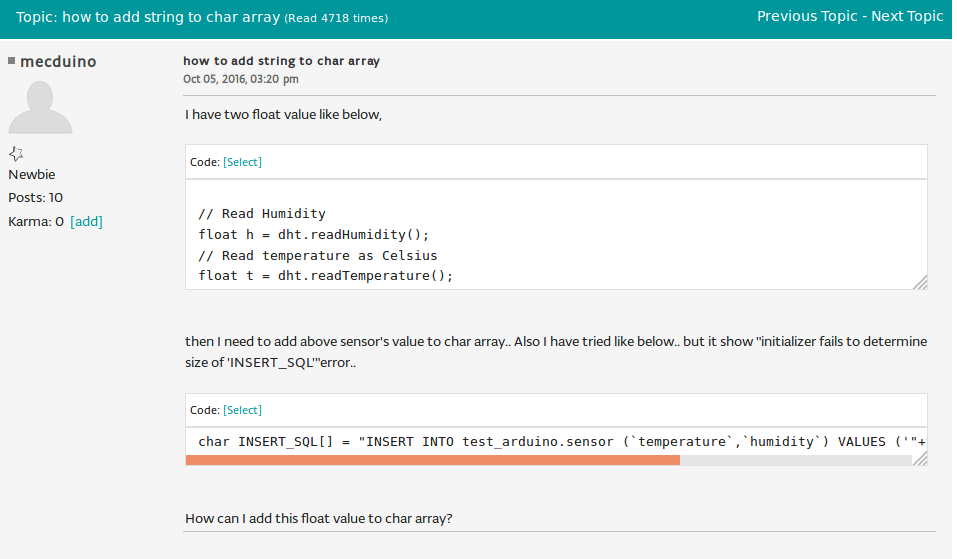 Topic: how to add string to char array (Read 4718 times)
Previous Topic - Next Topic
mecduino
Newbie
Posts: 10
Karma: 0 [add]
how to add string to char array
Oct 05, 2016, 03:20 pm
I have two float value like below,
Code: [Select]
// Read Humidity
float h = dht.readHumidity();
// Read temperature as Celsius
float t = dht.readTemperature();
then I need to add above sensor's value to char array.. Also I have tried like below.. but it show "initializer fails to determine
size of 'INSERT_SQL'"error..
Code: [Select]
char INSERT_SQL[] = "INSERT INTO test_arduino.sensor (`temperature`,`humidity`) VALUES ('"+
How can I add this float value to char array?